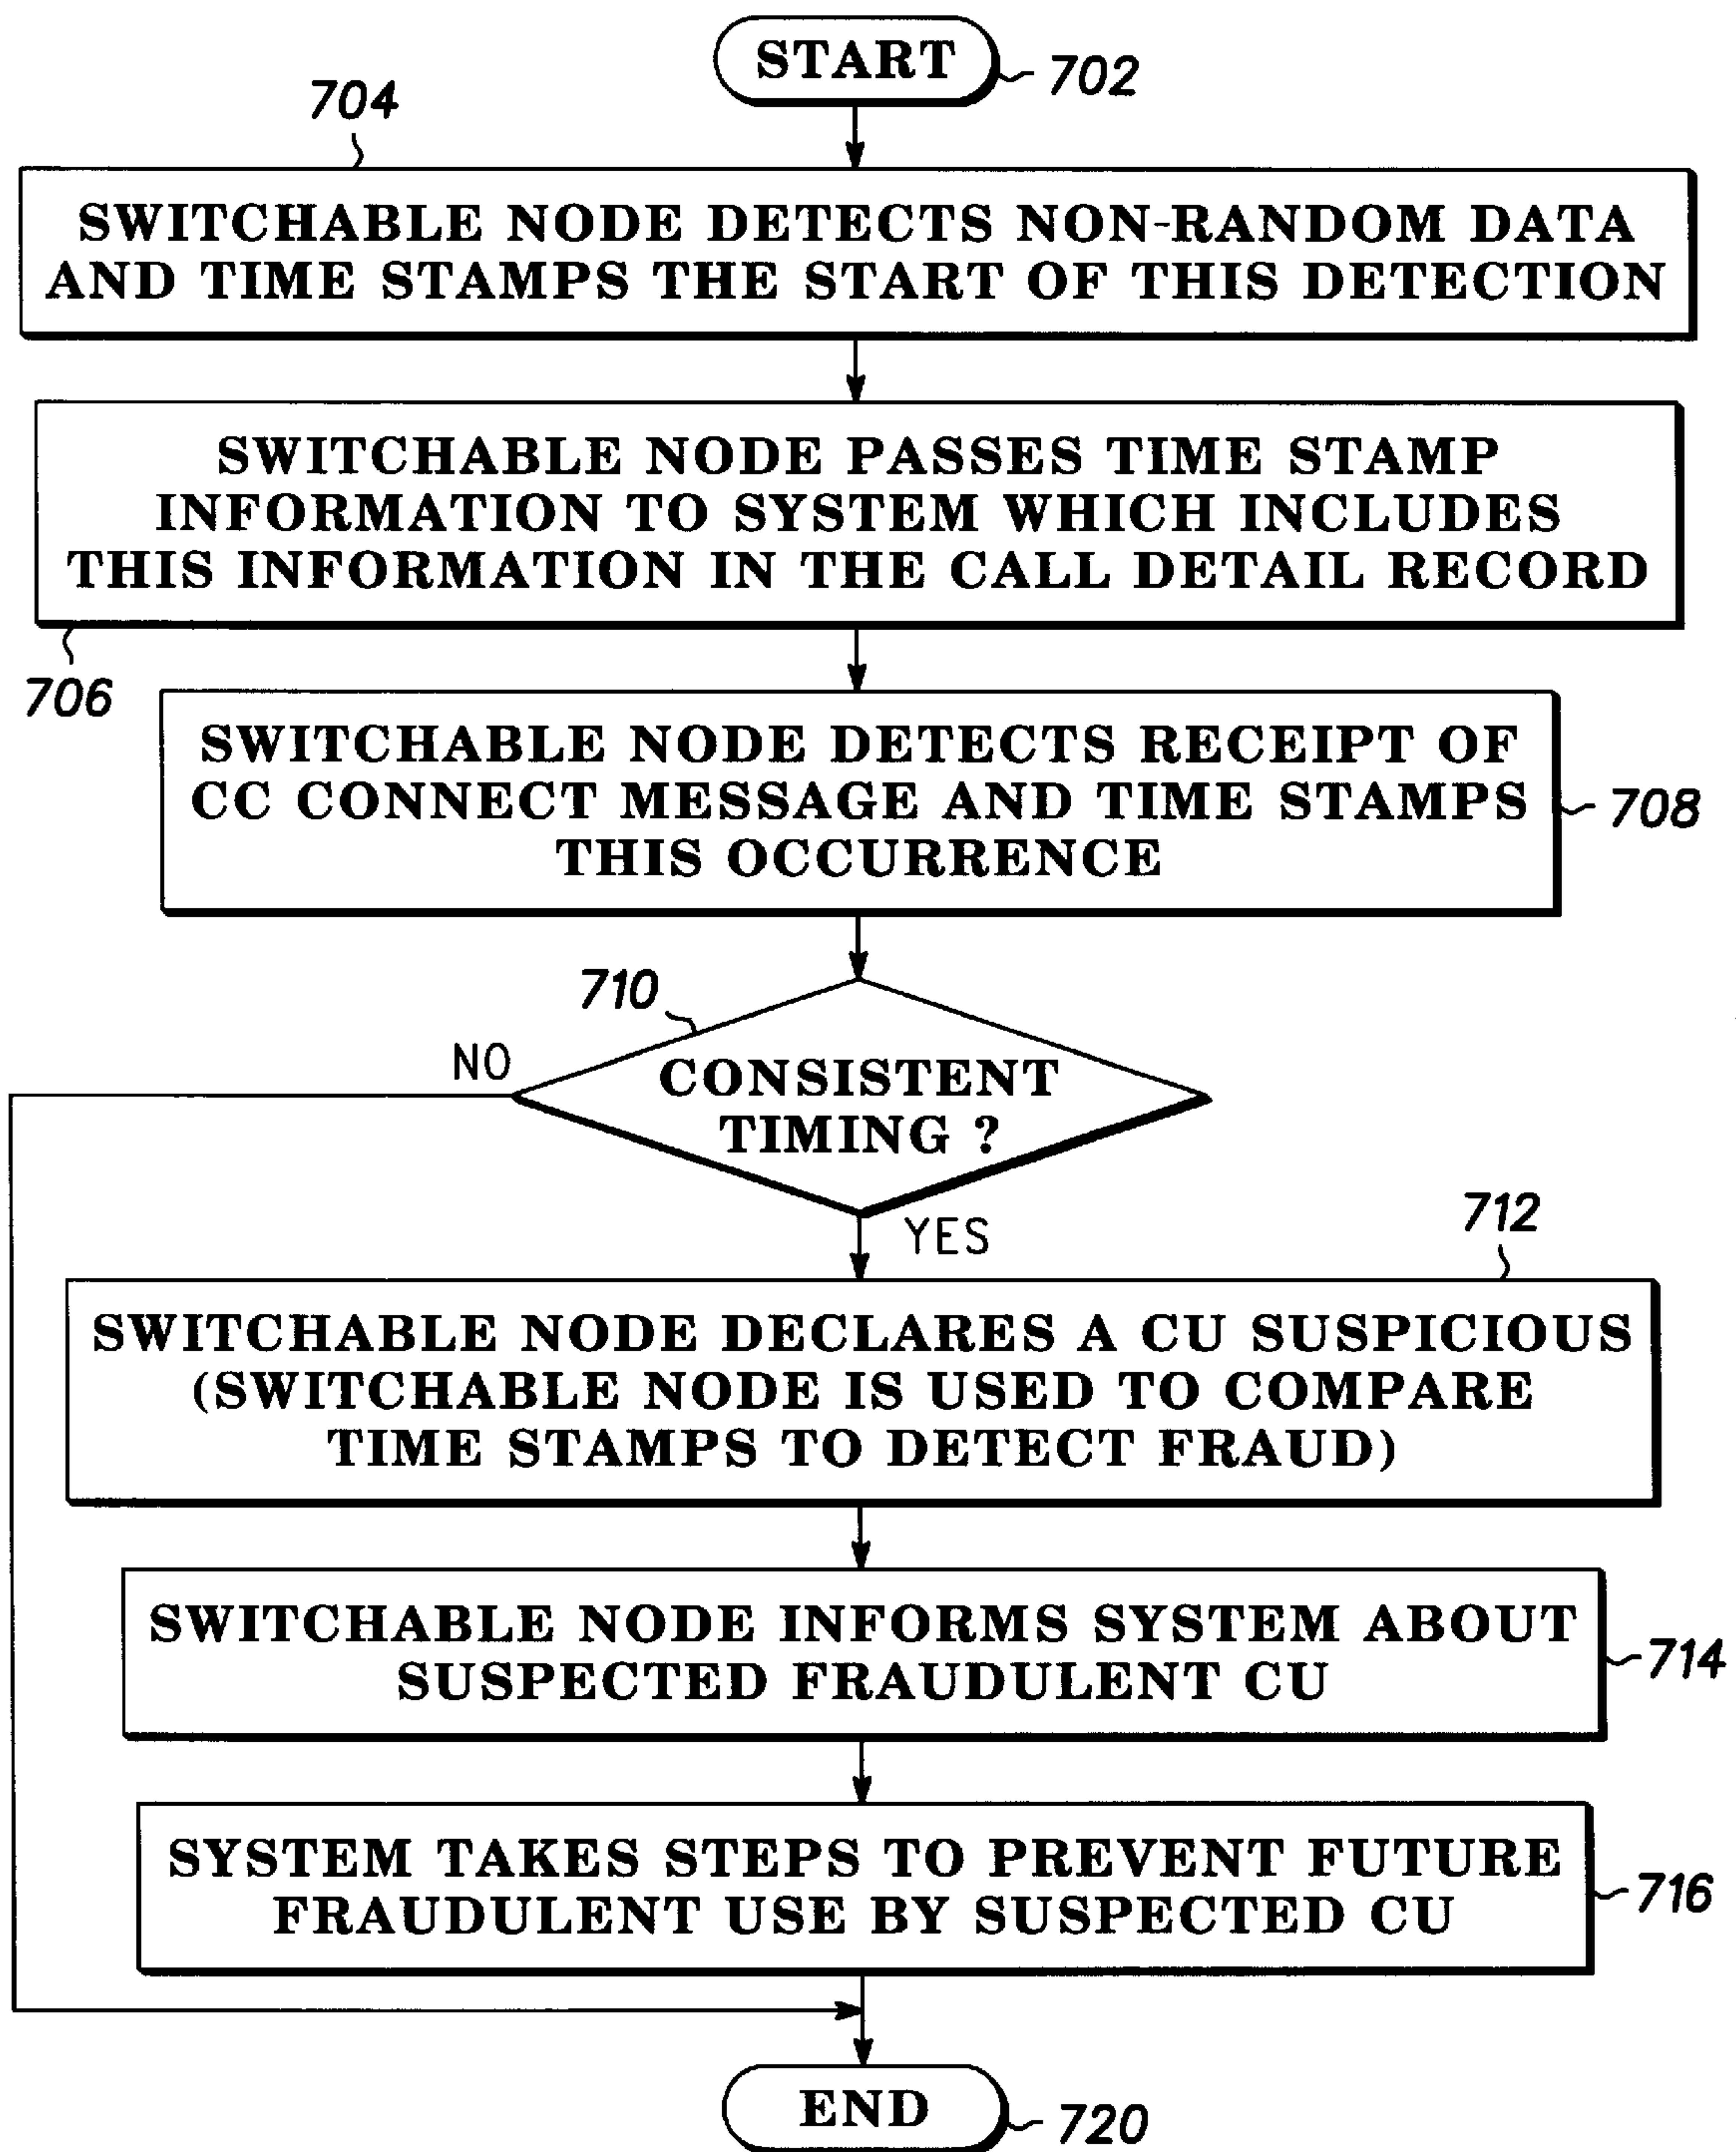 START
702
704
SWITCHABLE NODE DETECTS NON-RANDOM DATA
AND TIME STAMPS THE START OF THIS DETECTION
SWITCHABLE NODE PASSES TIME STAMP
INFORMATION TO SYSTEM WHICH INCLUDES
THIS INFORMATION IN THE CALL DETAIL RECORD
706
SWITCHABLE NODE DETECTS RECEIPT OF
CC CONNECT MESSAGE AND TIME STAMPS
THIS OCCURRENCE
708
710
NO
CONSISTENT
TIMING ?
YES
712
SWITCHABLE NODE DECLARES A CU SUSPICIOUS
(SWITCHABLE NODE IS USED TO COMPARE
TIME STAMPS TO DETECT FRAUD)
SWITCHABLE NODE INFORMS SYSTEM ABOUT
SUSPECTED FRAUDULENT CU
714
SYSTEM TAKES STEPS TO PREVENT FUTURE
FRAUDULENT USE BY SUSPECTED CU
716
END
720